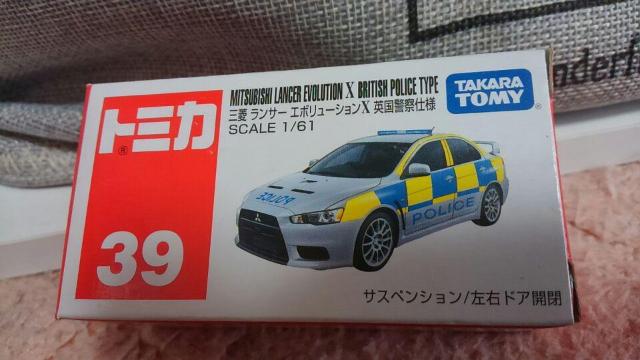 トミカ
®
39
MITSUBISHI LANCER EVOLUTION X BRITISH POLICE TYPE
三菱 ランサー エボリューションX 英国警察仕様
SCALE 1/61
TAKARA
TOMY
POLICE
POLICE
サスペンション/左右ドア開閉